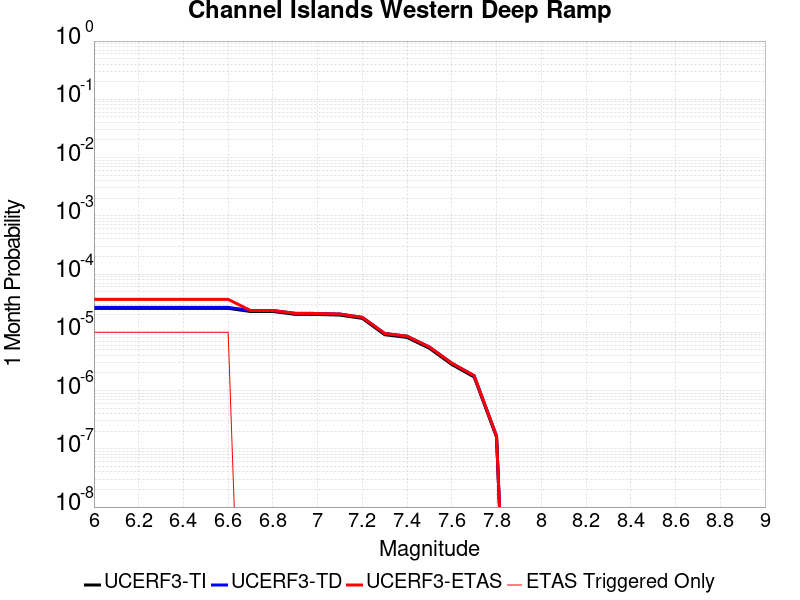 Channel Islands Western Deep Ramp
10^0
10^-1
10^-2
10^-3
10^-4
10^-5
10^-6
10^-7
10^-8
1 Month Probability
6 6.2 6.4 6.6 6.8 7 7.2 7.4 7.6 7.8 8 8.2 8.4 8.6 8.8 9
Magnitude
UCERF3-TI UCERF3-TD UCERF3-ETAS ETAS Triggered Only